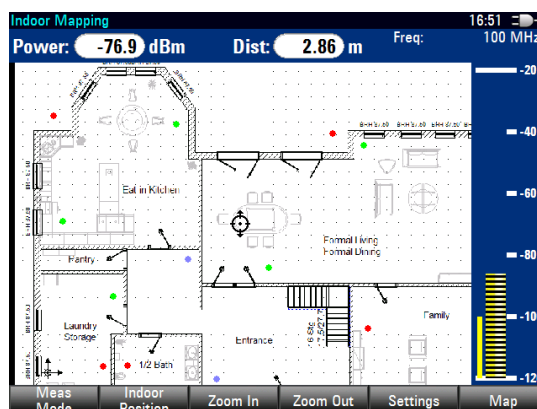 Indoor Mapping 16:51
Power: -76.9 dBm Dist: 2.86 m Freq: 100 MHz
-20
-40
-60
-80
-10
-12
Eat in Kitchen
Formal Living
Formal Dining
Pantry
Family
Laundry
Storage
Entrance
1/2 Bath
Meas
Mode
Indoor
Position
Zoom In
Zoom Out
Settings
Map